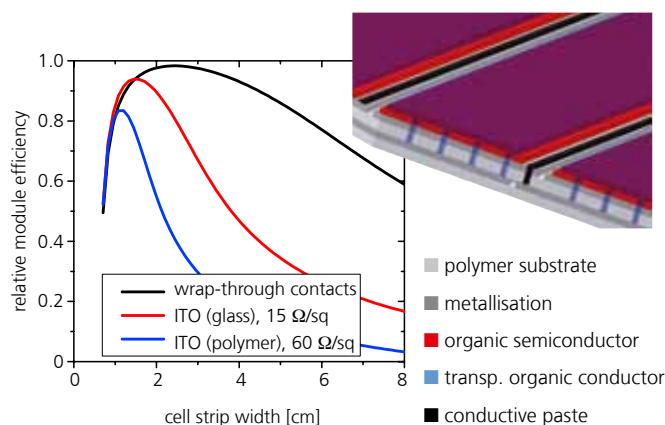 relative module efficiency
1.0
0.8
0.6
0.4
0.2
0
0 2 4 6 8
cell strip width [cm]
wrap-through contacts
ITO (glass), 15 Ω/sq
ITO (polymer), 60 Ω/sq
polymer substrate
metallisation
organic semiconductor
transp. organic conductor
conductive paste